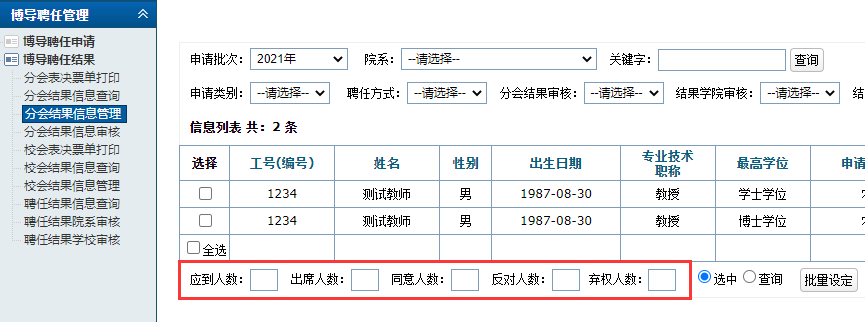 博导聘任管理
博导聘任申请
博导聘任结果
分会表决票单打印
分会结果信息查询
分会结果信息管理
分会结果信息审核
校会表决票单打印
校会结果信息查询
校会结果信息管理
聘任结果信息查询
聘任结果院系审核
聘任结果学校审核
申请批次： 2021年 院系： --请选择-- 关键字： 查询
申请类别： --请选择-- 聘任方式： --请选择-- 分会结果审核： --请选择-- 结果学院审核： --请选择-- 结
信息列表 共：2 条
选择 工号(编号) 姓名 性别 出生日期 专业技术职称 最高学位 申请
1234 测试教师 男 1987-08-30 教授 学士学位
1234 测试教师 男 1987-08-30 教授 博士学位
全选
应到人数： 出席人数： 同意人数： 反对人数： 弃权人数： 选中 查询 批量设定